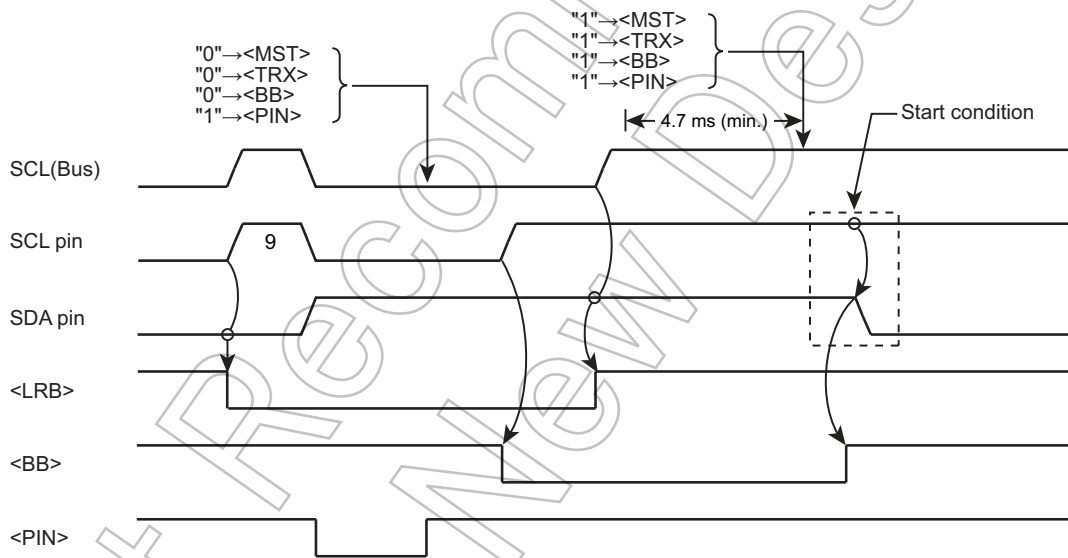 "0"→<MST>
"0"→<TRX>
"0"→<BB>
"1"→<PIN>
"1"→<MST>
"1"→<TRX>
"1"→<BB>
"1"→<PIN>
4.7 ms (min.)
Start condition
SCL(Bus)
SCL pin
9
SDA pin
<LRB>
<BB>
<PIN>
New